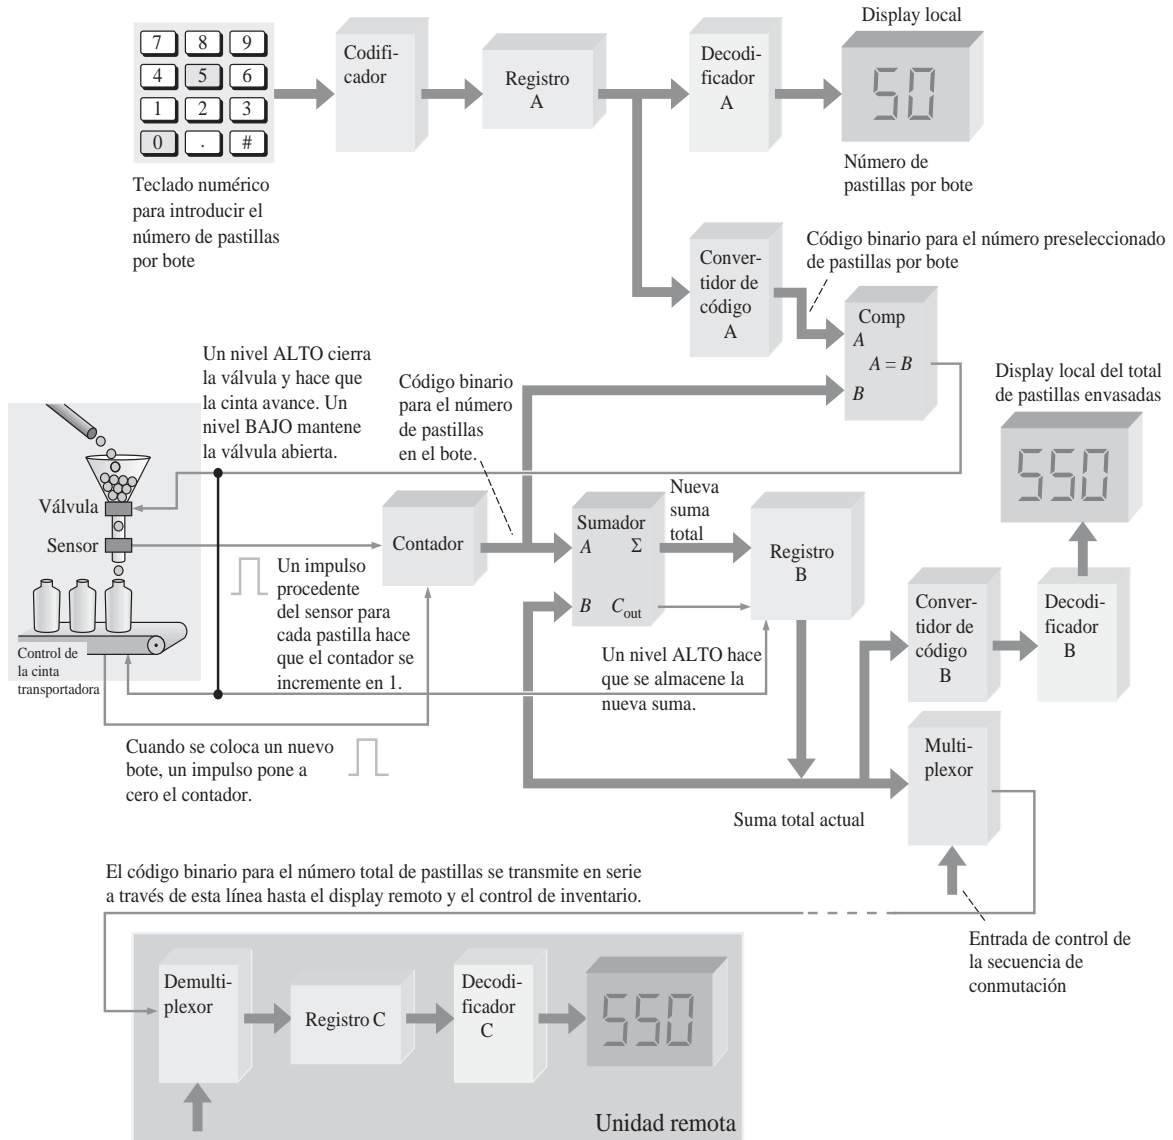 7 8 9
4 5 6
1 2 3
0 . #
Teclado numérico
para introducir el
número de pastillas
por bote
Codifi-
cador
Registro
A
Decodi-
ficador
A
Display local
50
Número de
pastillas por bote
Conver-
tidor de
código
A
Código binario para el número preseleccionado
de pastillas por bote
Comp
A
A = B
B
Un nivel ALTO cierra
la válvula y hace que
la cinta avance. Un
nivel BAJO mantene
la válvula abierta.
Código binario
para el número
de pastillas
en el bote.
Display local del total
de pastillas envasadas
550
Válvula
Sensor
Control de
la cinta
transportadora
Contador
Un impulso
procedente
del sensor para
cada pastilla hace
que el contador se
incremente en 1.
Sumador
A Σ
B Cout
Nueva
suma
total
Registro
B
Un nivel ALTO hace
que se almacene la
nueva suma.
Conver-
tidor de
código
B
Decodi-
ficador
B
Cuando se coloca un nuevo
bote, un impulso pone a
cero el contador.
Multi-
plexor
Suma total actual
Entrada de control de
la secuencia de
conmutación
El código binario para el número total de pastillas se transmite en serie
a través de esta línea hasta el display remoto y el control de inventario.
Demulti-
plexor
Registro C
Decodi-
ficador
C
550
Unidad remota